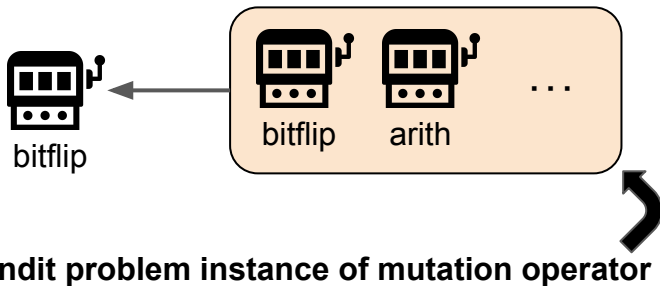 bitflip arith ...
bitflip
ndit problem instance of mutation operator